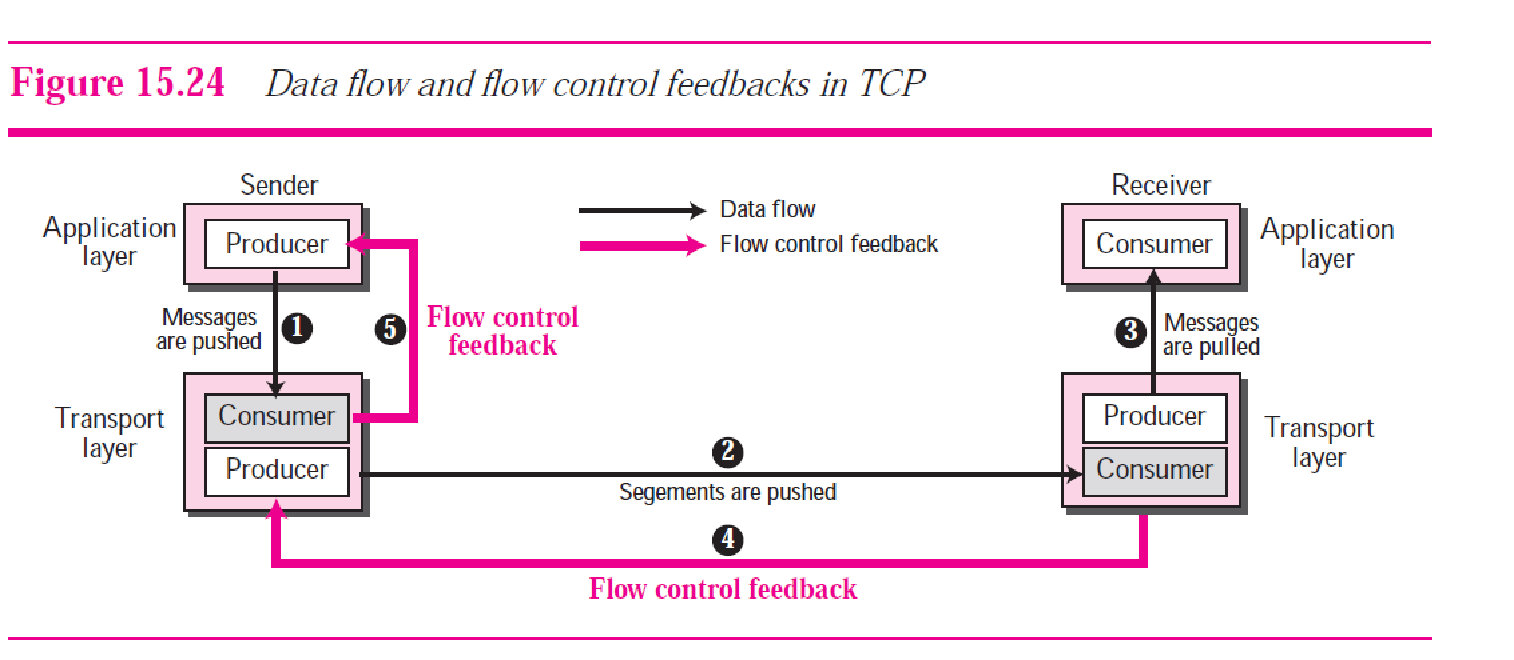 Figure 15.24 Data flow and flow control feedbacks in TCP
Sender
Receiver
Application
layer
Producer
Data flow
Flow control feedback
Consumer
Application
layer
Messages
are pushed
1
5
Flow control
feedback
3
Messages
are pulled
Transport
layer
Consumer
Producer
2
Segements are pushed
Producer
Consumer
Transport
layer
4
Flow control feedback